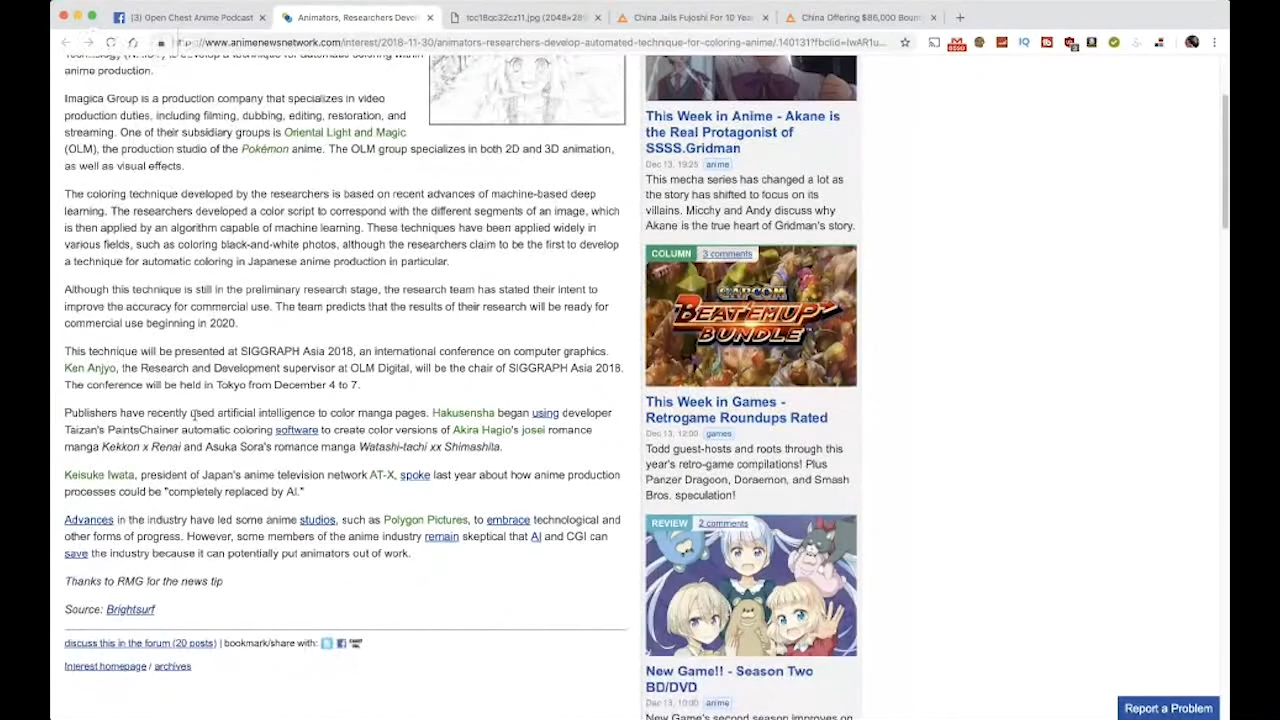 (3) Open Chest Anime Podcast
Animators, Researchers Devel
tcc18qc32cz11.jpg (2048×28
China Jails Fujoshi For 10 Yea
China Offering $86,000 Boun
www.animenewsnetwork.com/interest/2018-11-30/animators-researchers-develop-automated-technique-for-coloring-anime/.140131?fbclid=IwAR1u...
anime production.
Imagica Group is a production company that specializes in video
production duties, including filming, dubbing, editing, restoration, and
streaming. One of their subsidiary groups is Oriental Light and Magic
(OLM), the production studio of the Pokémon anime. The OLM group specializes in both 2D and 3D animation,
as well as visual effects.
The coloring technique developed by the researchers is based on recent advances of machine-based deep
learning. The researchers developed a color script to correspond with the different segments of an image, which
is then applied by an algorithm capable of machine learning. These techniques have been applied widely in
various fields, such as coloring black-and-white photos, although the researchers claim to be the first to develop
a technique for automatic coloring in Japanese anime production in particular.
Although this technique is still in the preliminary research stage, the research team has stated their intent to
improve the accuracy for commercial use. The team predicts that the results of their research will be ready for
commercial use beginning in 2020.
This technique will be presented at SIGGRAPH Asia 2018, an international conference on computer graphics.
Ken Anjyo, the Research and Development supervisor at OLM Digital, will be the chair of SIGGRAPH Asia 2018.
The conference will be held in Tokyo from December 4 to 7.
Publishers have recently used artificial intelligence to color manga pages. Hakusensha began using developer
Taizan's PaintsChainer automatic coloring software to create color versions of Akira Hagio's josei romance
manga Kekkon x Renai and Asuka Sora's romance manga Watashi-tachi xx Shimashita.
Keisuke Iwata, president of Japan's anime television network AT-X, spoke last year about how anime production
processes could be "completely replaced by AI."
Advances in the industry have led some anime studios, such as Polygon Pictures, to embrace technological and
other forms of progress. However, some members of the anime industry remain skeptical that AI and CGI can
save the industry because it can potentially put animators out of work.
Thanks to RMG for the news tip
Source: Brightsurf
discuss this in the forum (20 posts) | bookmark/share with:
Interest homepage / archives
This Week in Anime - Akane is
the Real Protagonist of
SSSS.Gridman
Dec 13, 19:25 anime
This mecha series has changed a lot as
the story has shifted to focus on its
villains. Micchy and Andy discuss why
Akane is the true heart of Gridman's story.
COLUMN 3 comments
CAPCOM
BEAT'EM UP
BUNDLE
This Week in Games -
Retrogame Roundups Rated
Dec 13, 12:00 games
Todd guest-hosts and roots through this
year's retro-game compilations! Plus
Panzer Dragoon, Doraemon, and Smash
Bros. speculation!
REVIEW 2 comments
New Game!! - Season Two
BD/DVD
Dec 13, 10:00 anime
New Game's second season improves on
Report a Problem